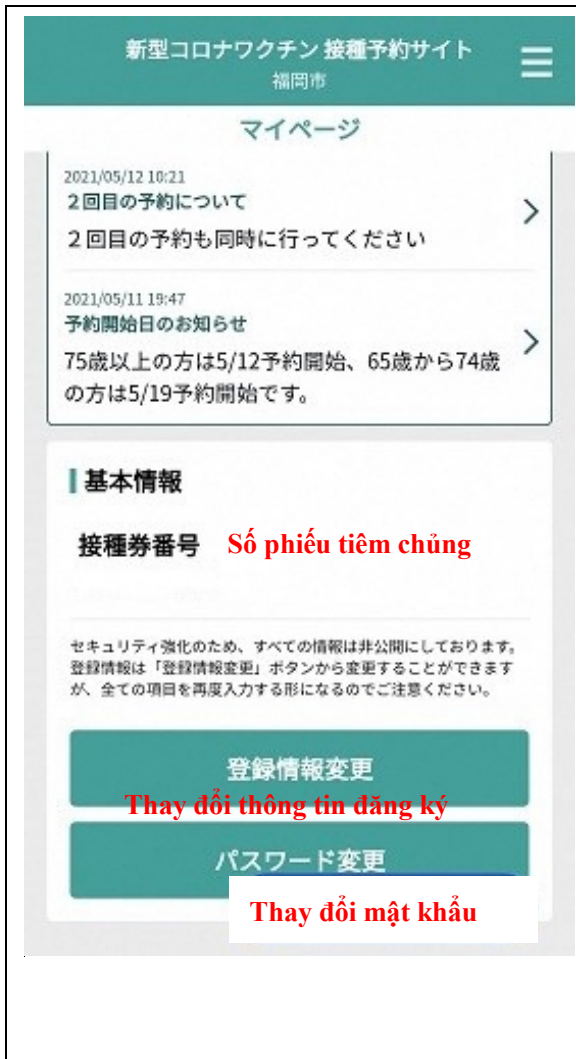 新型コロナワクチン 接種予約サイト
福岡市
マイページ
2021/05/12 10:21
２回目の予約について
２回目の予約も同時に行ってください
2021/05/11 19:47
予約開始日のお知らせ
75歳以上の方は5/12予約開始、65歳から74歳
の方は5/19予約開始です。
基本情報
接種券番号 Số phiếu tiêm chủng
セキュリティ強化のため、すべての情報は非公開にしております。
登録情報は「登録情報変更」ボタンから変更することができます
が、全ての項目を再度入力する形になるのでご注意ください。
登録情報変更
Thay đổi thông tin đăng ký
パスワード変更
Thay đổi mật khẩu